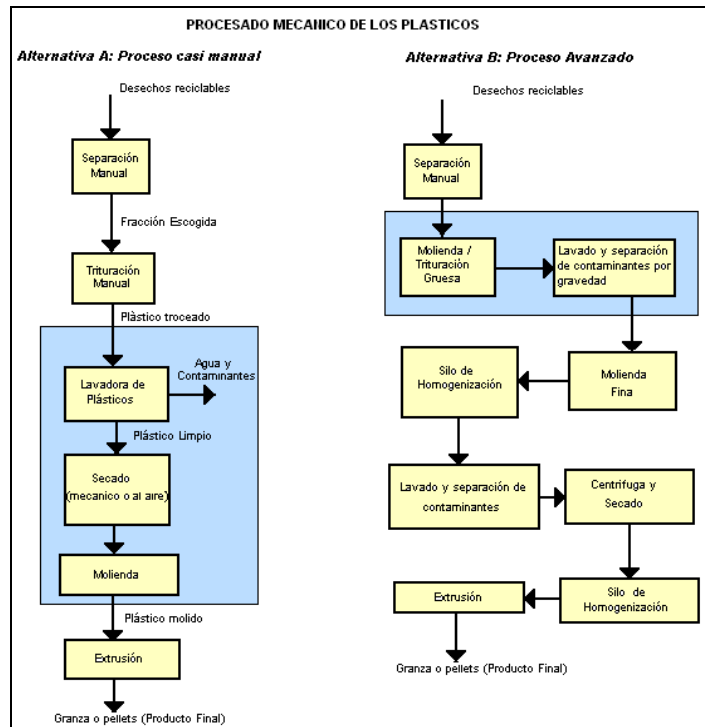 PROCESADO MECANICO DE LOS PLASTICOS
Alternativa A: Proceso casi manual
Desechos reciclables
Separación
Manual
Fracción Escogida
Trituración
Manual
Plàstico troceado
Lavadora de
Plásticos
Agua y
Contaminantes
Plástico Limpio
Secado
(mecanico o al aire)
Molienda
Plástico molido
Extrusión
Granza o pellets (Producto Final)
Alternativa B: Proceso Avanzado
Desechos reciclables
Separación
Manual
Molienda /
Trituraciòn
Gruesa
Lavado y separación
de contaminantes por
gravedad
Molienda
Fina
Silo de
Homogenización
Lavado y separación de
contaminantes
Centrifuga y
Secado
Silo de
Homogenización
Extrusión
Granza o pellets (Producto Final)